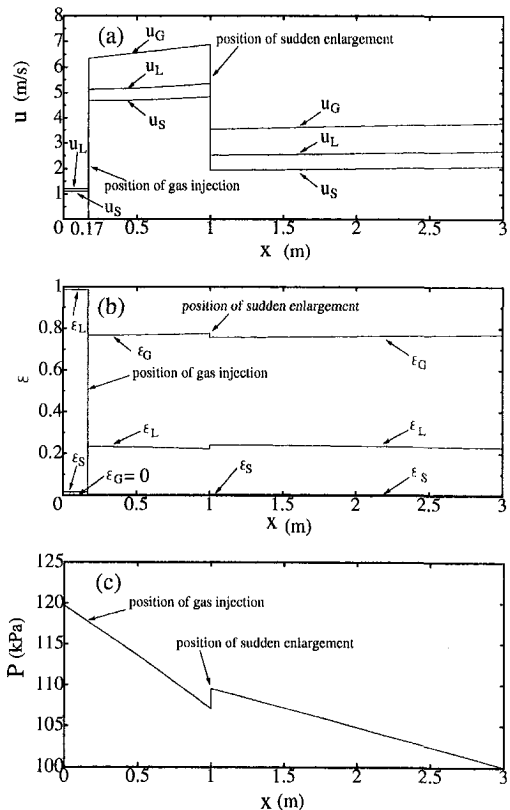 (a)
8
7
6
5
4
3
2
1
0
u (m/s)
u_G
u_L
u_S
position of sudden enlargement
u_G
u_L
u_S
u_L
u_S
position of gas injection
0 0.17 0.5 1 1.5 2 2.5 3
x (m)
(b)
1
0.8
0.6
0.4
0.2
0
ε
ε_L
position of sudden enlargement
ε_G
ε_G
position of gas injection
ε_L
ε_L
ε_S
ε_G = 0
ε_S
ε_S
0 0.5 1 1.5 2 2.5 3
x (m)
(c)
125
120
115
110
105
100
P (kPa)
position of gas injection
position of sudden enlargement
0 0.5 1 1.5 2 2.5 3
x (m)